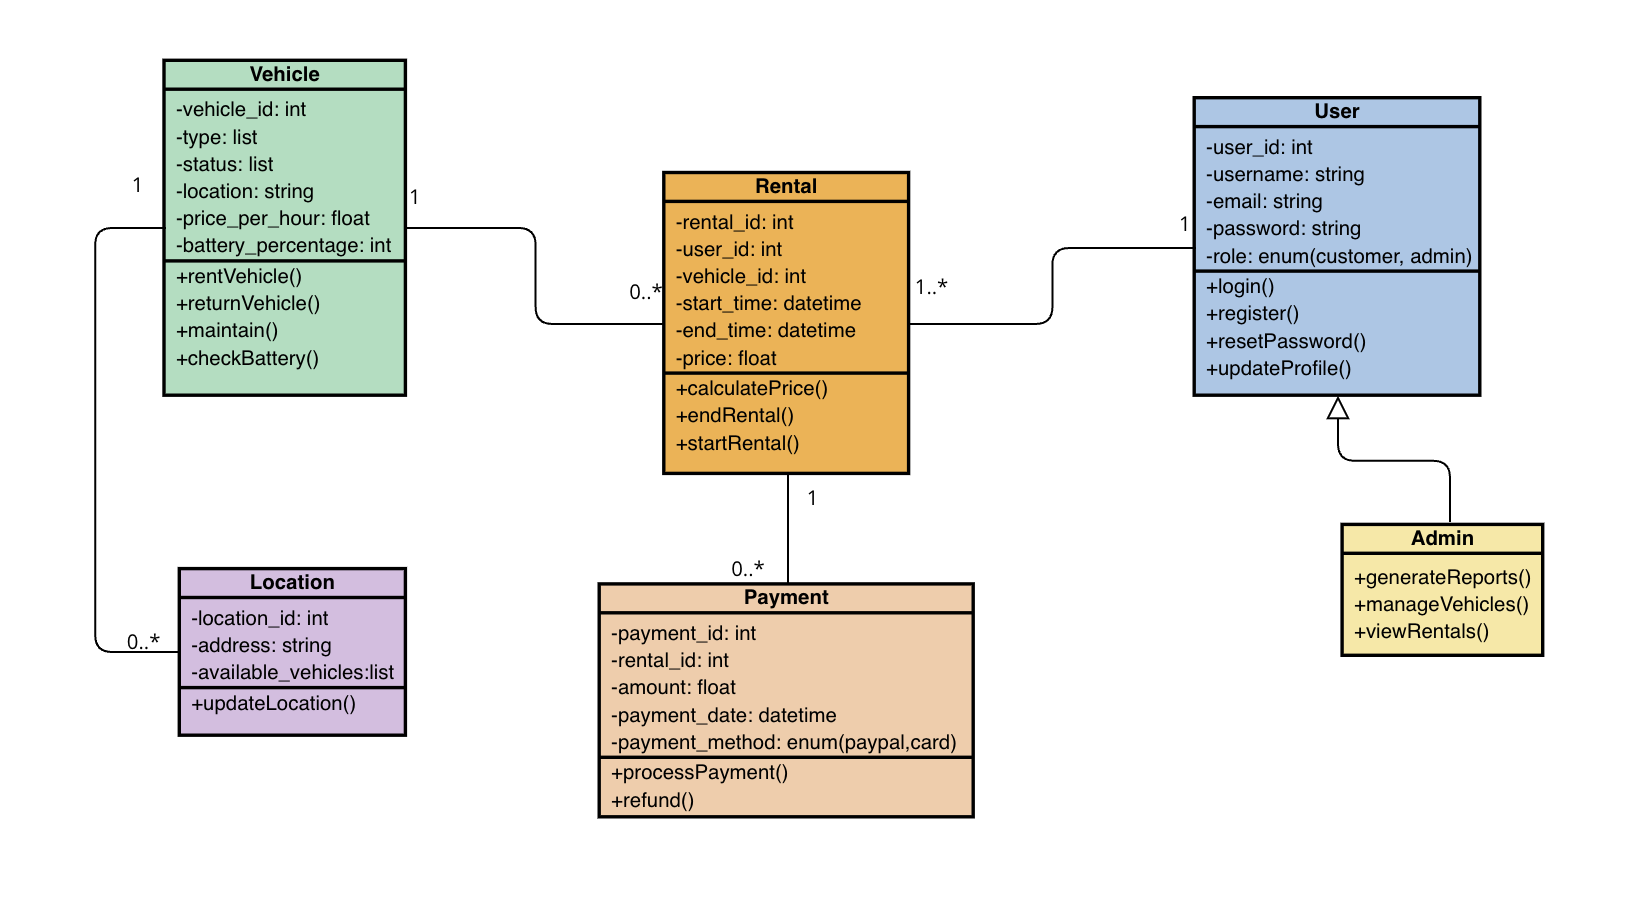 Vehicle
-vehicle_id: int
-type: list
-status: list
-location: string
-price_per_hour: float
-battery_percentage: int
+rentVehicle()
+returnVehicle()
+maintain()
+checkBattery()
1
1
0..*
Rental
-rental_id: int
-user_id: int
-vehicle_id: int
-start_time: datetime
-end_time: datetime
-price: float
+calculatePrice()
+endRental()
+startRental()
1..*
1
User
-user_id: int
-username: string
-email: string
-password: string
-role: enum(customer, admin)
+login()
+register()
+resetPassword()
+updateProfile()
1
0..*
0..*
Location
-location_id: int
-address: string
-available_vehicles:list
+updateLocation()
Payment
-payment_id: int
-rental_id: int
-amount: float
-payment_date: datetime
-payment_method: enum(paypal,card)
+processPayment()
+refund()
Admin
+generateReports()
+manageVehicles()
+viewRentals()